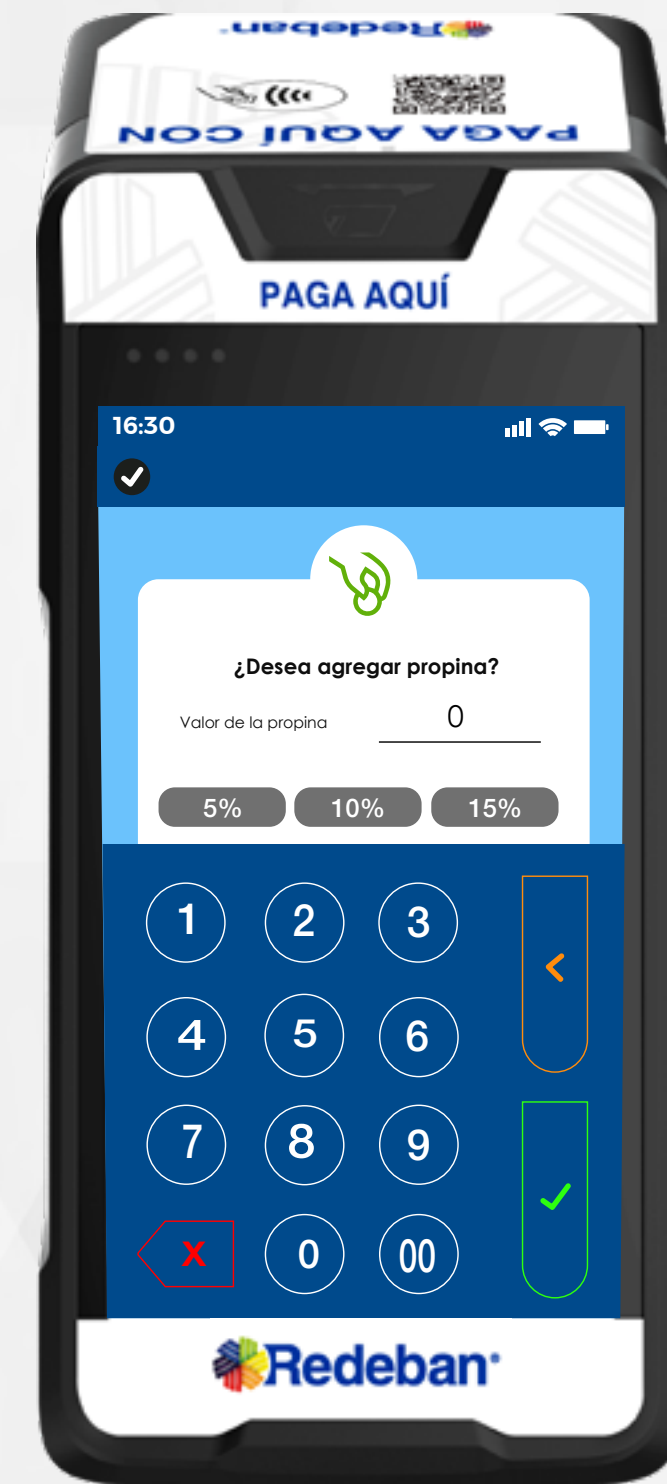 Redeban
PAGA AQUÍ CON
PAGA AQUÍ
16:30
¿Desea agregar propina?
Valor de la propina 0
5% 10% 15%
1 2 3
4 5 6
7 8 9
X 0 00
Redeban